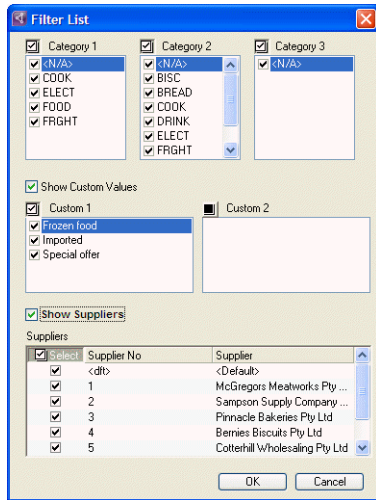 Filter List
Category 1 Category 2 Category 3
<N/A> <N/A> <N/A>
COOK BISC
ELECT BREAD
FOOD COOK
FRGHT DRINK
ELECT
FRGHT
Show Custom Values
Custom 1 Custom 2
Frozen food
Imported
Special offer
Show Suppliers
Suppliers
Select Supplier No Supplier
<dft> <Default>
1 McGregors Meatworks Pty ...
2 Sampson Supply Company ...
3 Pinnacle Bakeries Pty Ltd
4 Bernies Biscuits Pty Ltd
5 Cotterhill Wholesaling Pty Ltd
OK Cancel